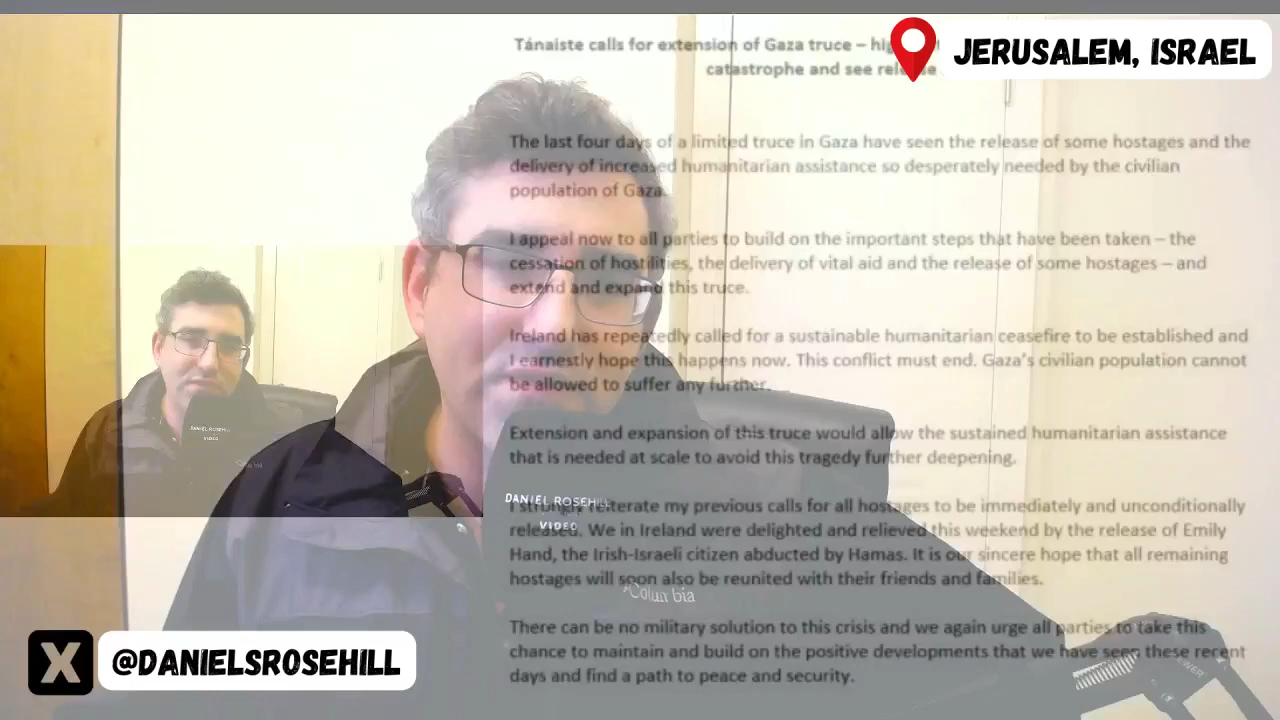 Tánaiste calls for extension of Gaza truce –
catastrophe and see release
JERUSALEM, ISRAEL
The last four days of a limited truce in Gaza have seen the release of some hostages and the
delivery of increased humanitarian assistance so desperately needed by the civilian
population of Gaza.
I appeal now to all parties to build on the important steps that have been taken – the
cessation of hostilities, the delivery of vital aid and the release of some hostages – and
extend and expand this truce.
Ireland has repeatedly called for a sustainable humanitarian ceasefire to be established and
I earnestly hope this happens now. This conflict must end. Gaza's civilian population cannot
be allowed to suffer any further.
Extension and expansion of this truce would allow the sustained humanitarian assistance
that is needed at scale to avoid this tragedy further deepening.
I strongly reiterate my previous calls for all hostages to be immediately and unconditionally
released. We in Ireland were delighted and relieved this weekend by the release of Emily
Hand, the Irish-Israeli citizen abducted by Hamas. It is our sincere hope that all remaining
hostages will soon also be reunited with their friends and families.
There can be no military solution to this crisis and we again urge all parties to take this
chance to maintain and build on the positive developments that we have seen these recent
days and find a path to peace and security.
DANIEL ROSEHILL
VIDEO
DANIEL ROSEHILL
VIDEO
Columbia
NEEWER
X
@DANIELSROSEHILL